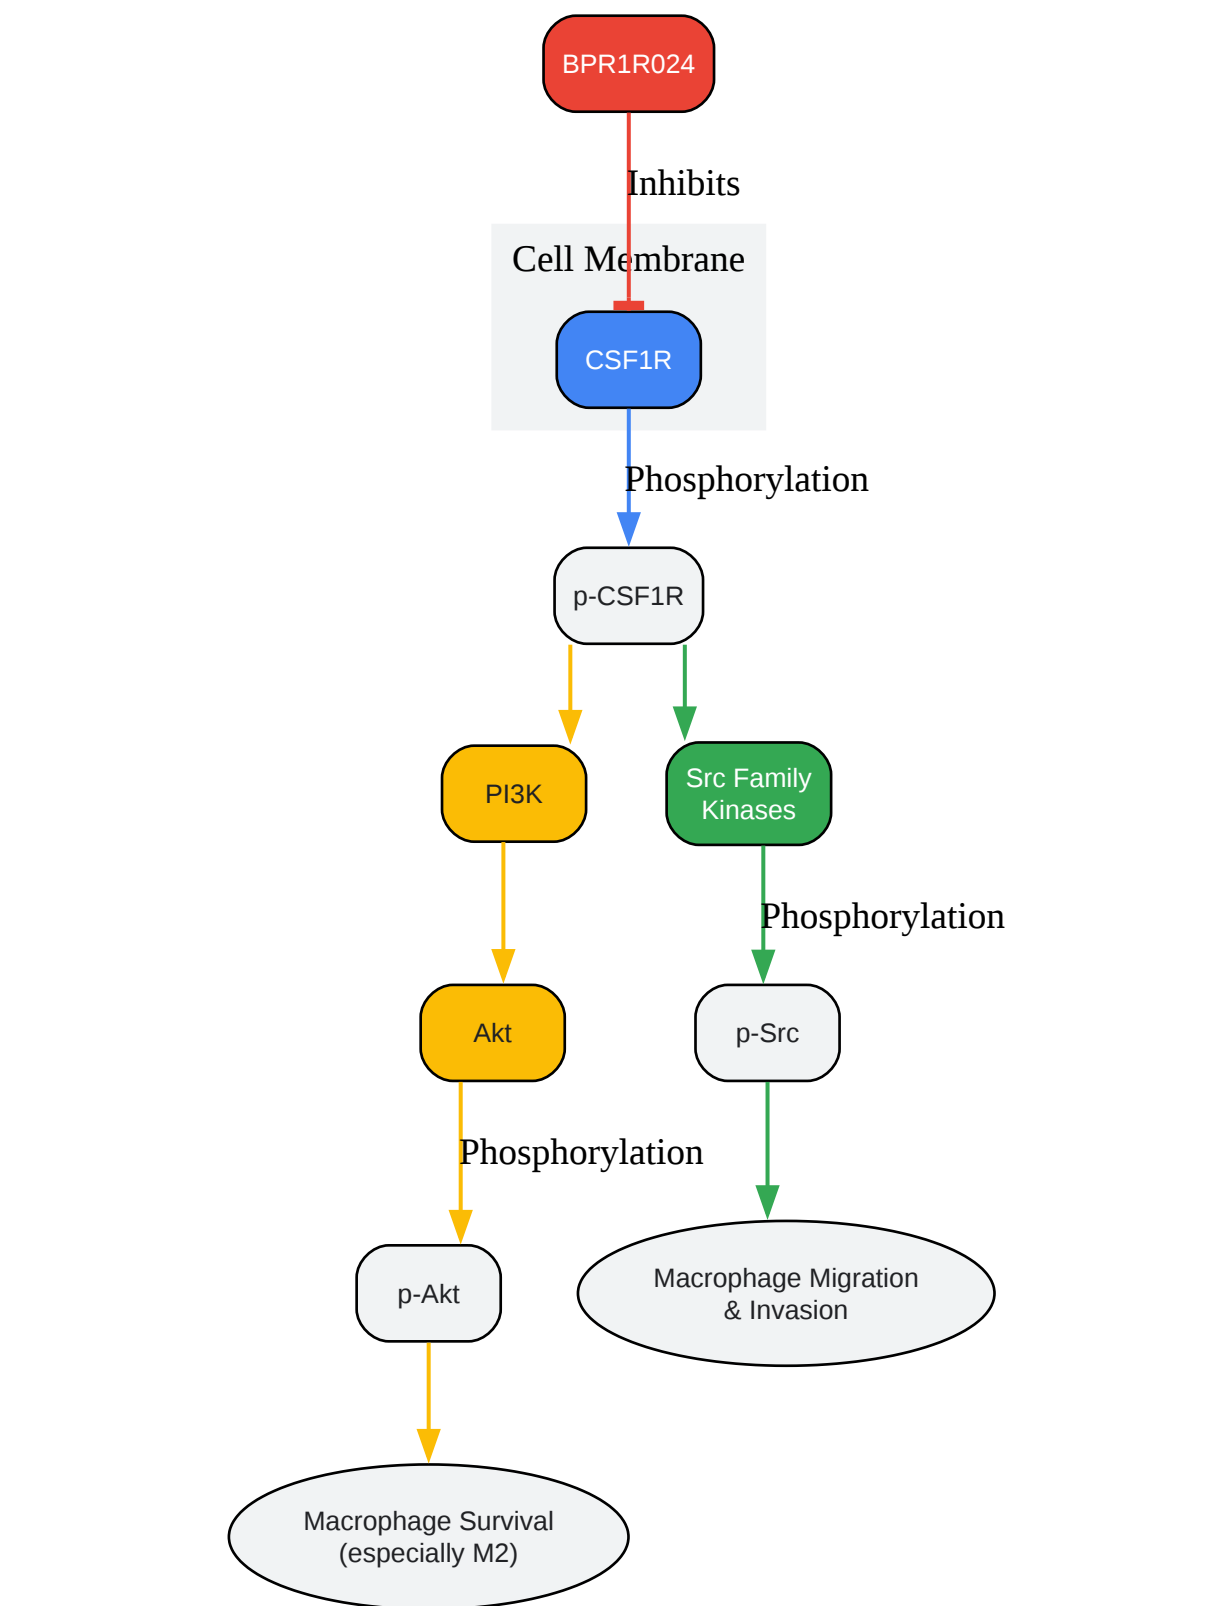 BPR1R024
Inhibits
Cell Membrane
CSF1R
Phosphorylation
p-CSF1R
PI3K
Src Family
Kinases
Phosphorylation
Akt
p-Src
Phosphorylation
p-Akt
Macrophage Migration
& Invasion
Macrophage Survival
(especially M2)